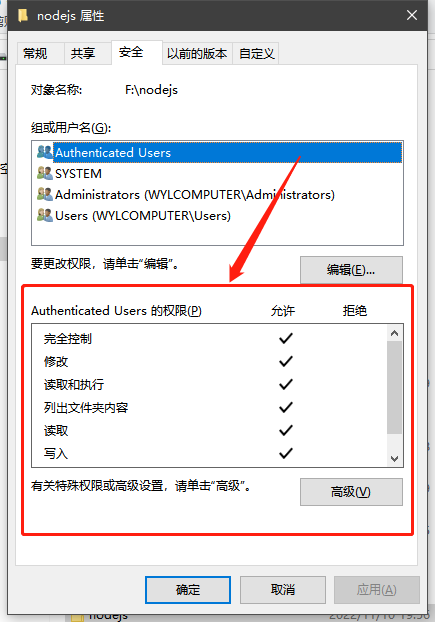 nodejs 属性
常规 共享 安全 以前的版本 自定义
对象名称: F:\nodejs
组或用户名(G):
Authenticated Users
SYSTEM
Administrators (WYLCOMPUTER\Administrators)
Users (WYLCOMPUTER\Users)
要更改权限，请单击“编辑”。
编辑(E)...
Authenticated Users 的权限(P) 允许 拒绝
完全控制
修改
读取和执行
列出文件夹内容
读取
写入
有关特殊权限或高级设置，请单击“高级”。
高级(V)
确定 取消 应用(A)
nodejs